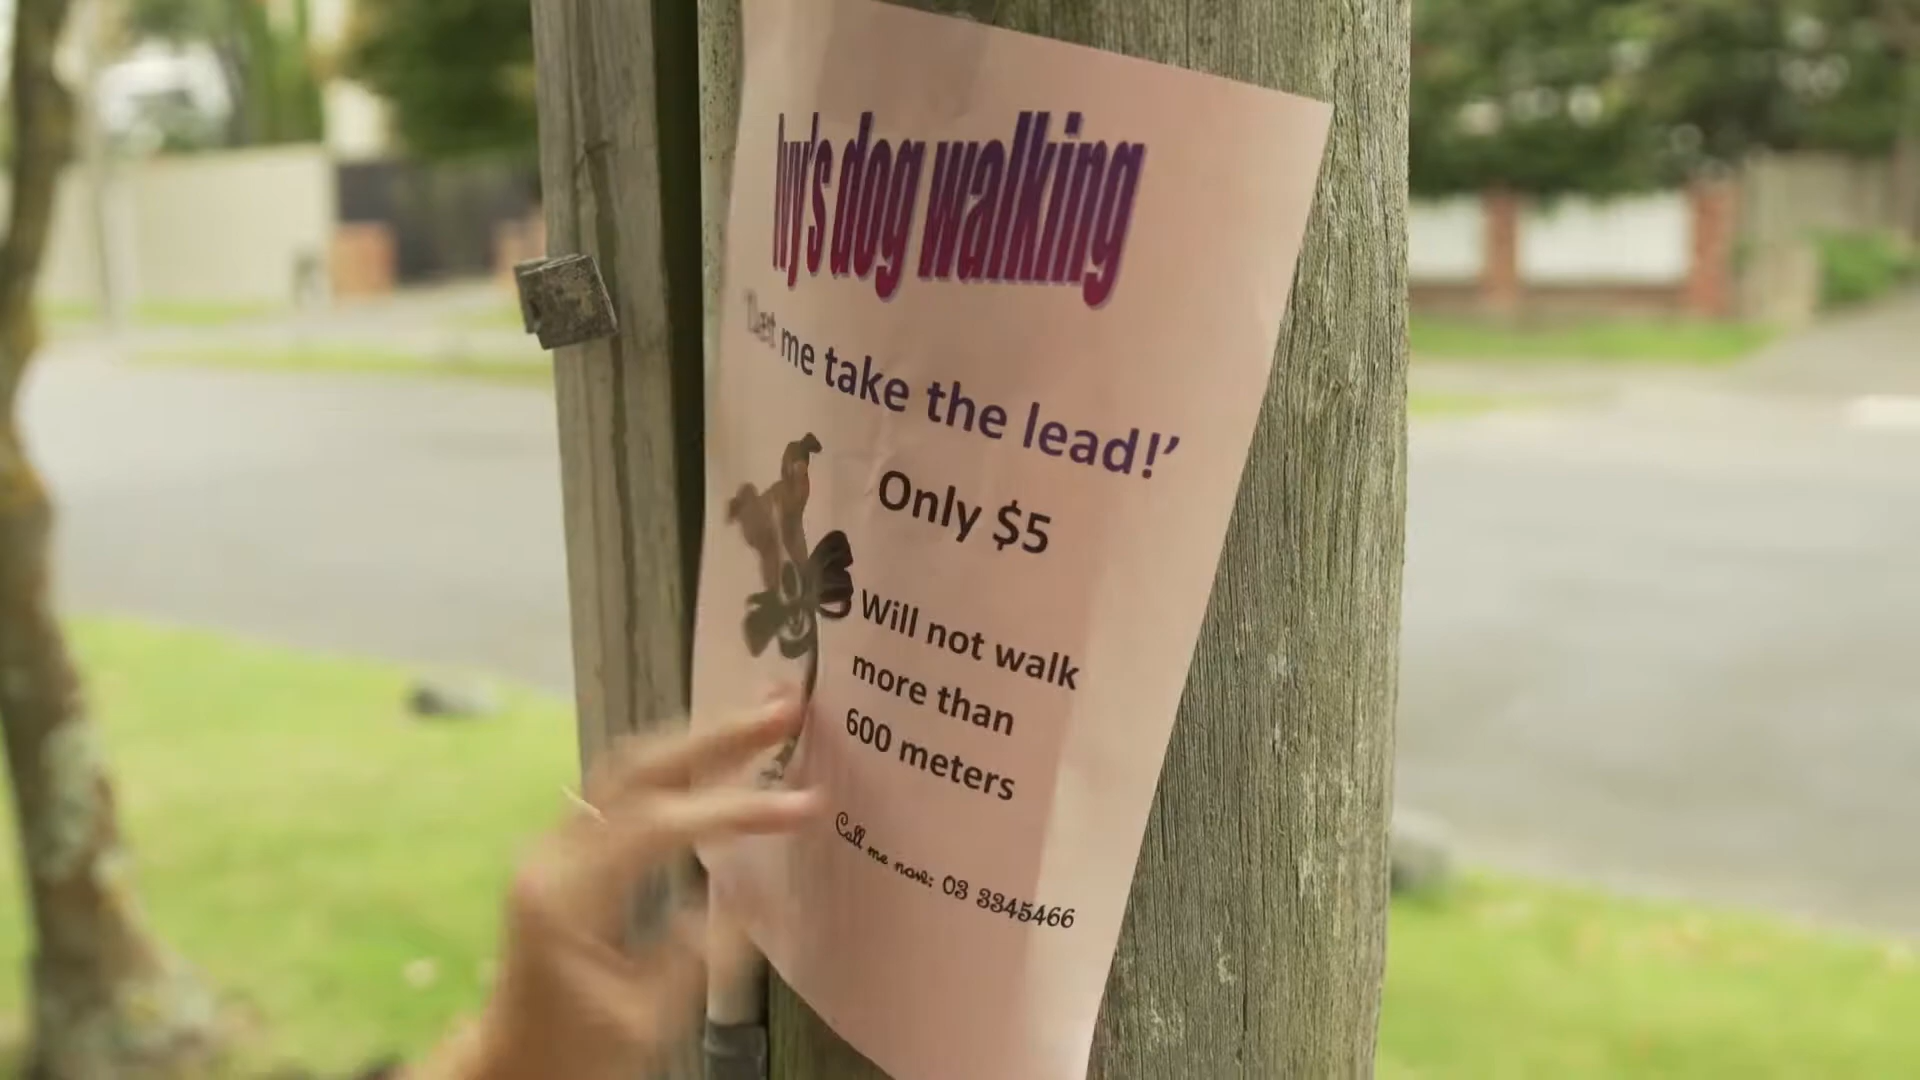 Ivy's dog walking
'Let me take the lead!'
Only $5
Will not walk
more than
600 meters
Call me now: 03 3345466